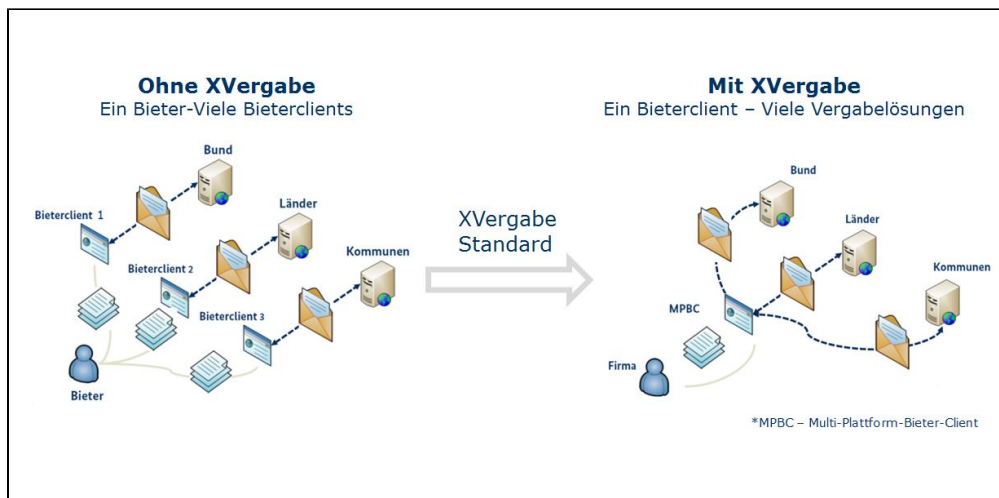 Ohne XVergabe
Ein Bieter-Viele Bieterclients
Bund
Bieterclient 1
Länder
Bieterclient 2
Kommunen
Bieterclient 3
Bieter
XVergabe
Standard
Mit XVergabe
Ein Bieterclient – Viele Vergabelösungen
Bund
Länder
Kommunen
MPBC
Firma
*MPBC – Multi-Plattform-Bieter-Client